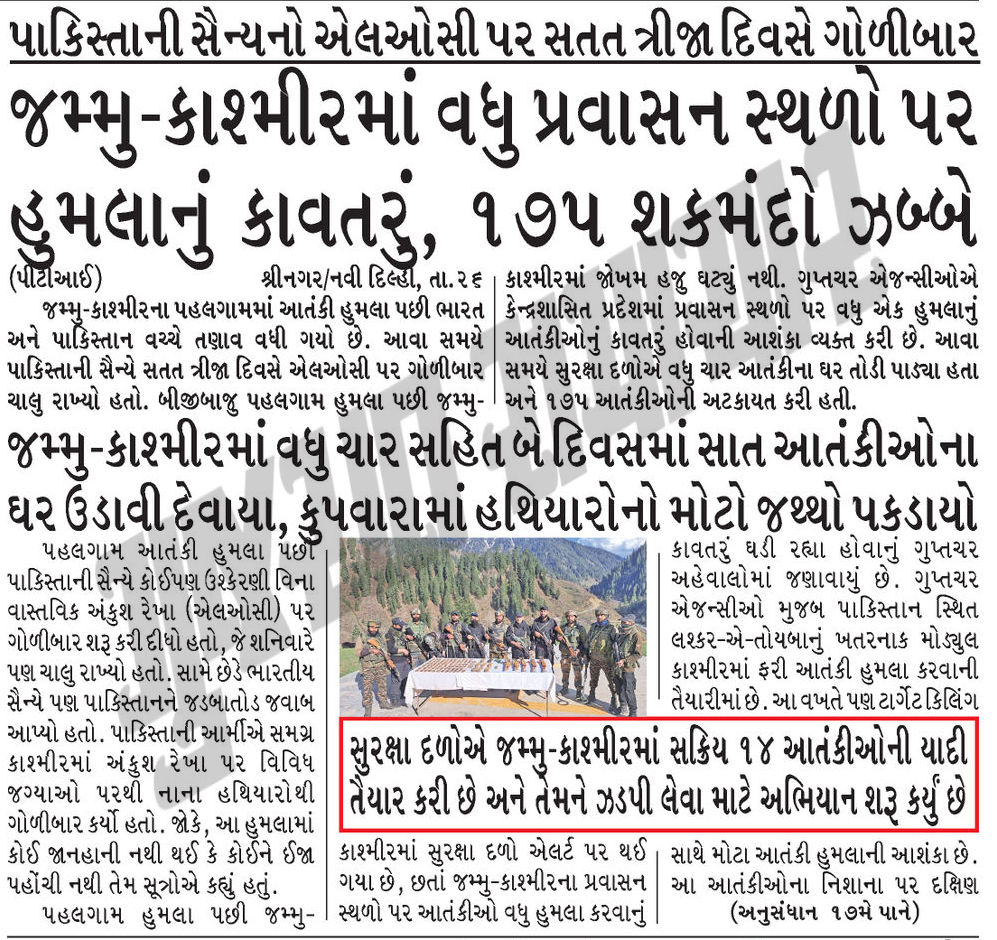 પાકિસ્તાની સૈન્યનો એલઓસી પર સતત ત્રીજા દિવસે ગોળીબાર
જમ્મુ-કાશ્મીરમાં વધુ પ્રવાસન સ્થળો પર
હુમલાનું કાવતરું, ૧૭૫ શકમંદો ઝબ્બે
(પીટીઆઈ) શ્રીનગર/નવી દિલ્હી, તા.૨૬
જમ્મુ-કાશ્મીરના પહલગામમાં આતંકી હુમલા પછી ભારત
અને પાકિસ્તાન વચ્ચે તણાવ વધી ગયો છે. આવા સમયે
પાકિસ્તાની સૈન્યે સતત ત્રીજા દિવસે એલઓસી પર ગોળીબાર
ચાલુ રાખ્યો હતો. બીજીબાજુ પહલગામ હુમલા પછી જમ્મુ-
કાશ્મીરમાં જોખમ હજુ ઘટ્યું નથી. ગુપ્તચર એજન્સીઓએ
કેન્દ્રશાસિત પ્રદેશમાં પ્રવાસન સ્થળો પર વધુ એક હુમલાનું
આતંકીઓનું કાવતરું હોવાની આશંકા વ્યક્ત કરી છે. આવા
સમયે સુરક્ષા દળોએ વધુ ચાર આતંકીના ઘર તોડી પાડ્યા હતા
અને ૧૭૫ આતંકીઓની અટકાયત કરી હતી.
જમ્મુ-કાશ્મીરમાં વધુ ચાર સહિત બે દિવસમાં સાત આતંકીઓના
ઘર ઉડાવી દેવાયા, કુપવારામાં હથિયારોનો મોટો જથ્થો પકડાયો
પહલગામ આતંકી હુમલા પછી
પાકિસ્તાની સૈન્યે કોઈપણ ઉશ્કેરણી વિના
વાસ્તવિક અંકુશ રેખા (એલઓસી) પર
ગોળીબાર શરૂ કરી દીધો હતો, જે શનિવારે
પણ ચાલુ રાખ્યો હતો. સામે છેડે ભારતીય
સૈન્યે પણ પાકિસ્તાનને જડબાતોડ જવાબ
આપ્યો હતો. પાકિસ્તાની આર્મીએ સમગ્ર
કાશ્મીરમાં અંકુશ રેખા પર વિવિધ
જગ્યાઓ પરથી નાના હથિયારોથી
ગોળીબાર કર્યો હતો. જોકે, આ હુમલામાં
કોઈ જાનહાની નથી થઈ કે કોઈને ઈજા
પહોંચી નથી તેમ સૂત્રોએ કહ્યું હતું.
પહલગામ હુમલા પછી જમ્મુ-
કાશ્મીરમાં સુરક્ષા દળો એલર્ટ પર થઈ
ગયા છે, છતાં જમ્મુ-કાશ્મીરના પ્રવાસન
સ્થળો પર આતંકીઓ વધુ હુમલા કરવાનું
કાવતરું ઘડી રહ્યા હોવાનું ગુપ્તચર
અહેવાલોમાં જણાવાયું છે. ગુપ્તચર
એજન્સીઓ મુજબ પાકિસ્તાન સ્થિત
લશ્કર-એ-તોયબાનું ખતરનાક મોડ્યુલ
કાશ્મીરમાં ફરી આતંકી હુમલા કરવાની
તૈયારીમાં છે. આ વખતે પણ ટાર્ગેટ કિલિંગ
સુરક્ષા દળોએ જમ્મુ-કાશ્મીરમાં સક્રિય ૧૪ આતંકીઓની યાદી
તૈયાર કરી છે અને તેમને ઝડપી લેવા માટે અભિયાન શરૂ કર્યું છે
સાથે મોટા આતંકી હુમલાની આશંકા છે.
આ આતંકીઓના નિશાના પર દક્ષિણ
(અનુસંધાન ૧૭મે પાને)
ગુજરાત સમાચાર